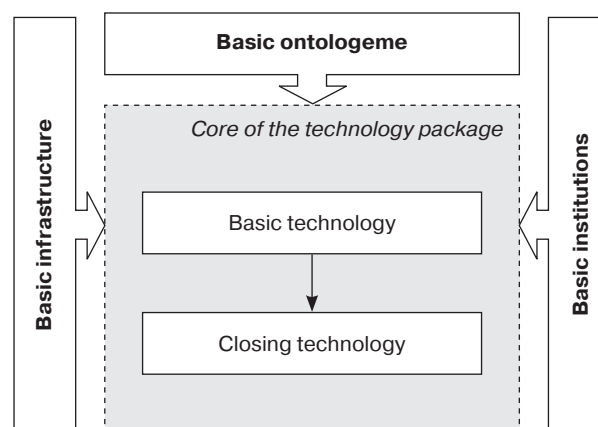 Basic ontologeme
Core of the technology package
Basic infrastructure
Basic technology
Basic institutions
Closing technology